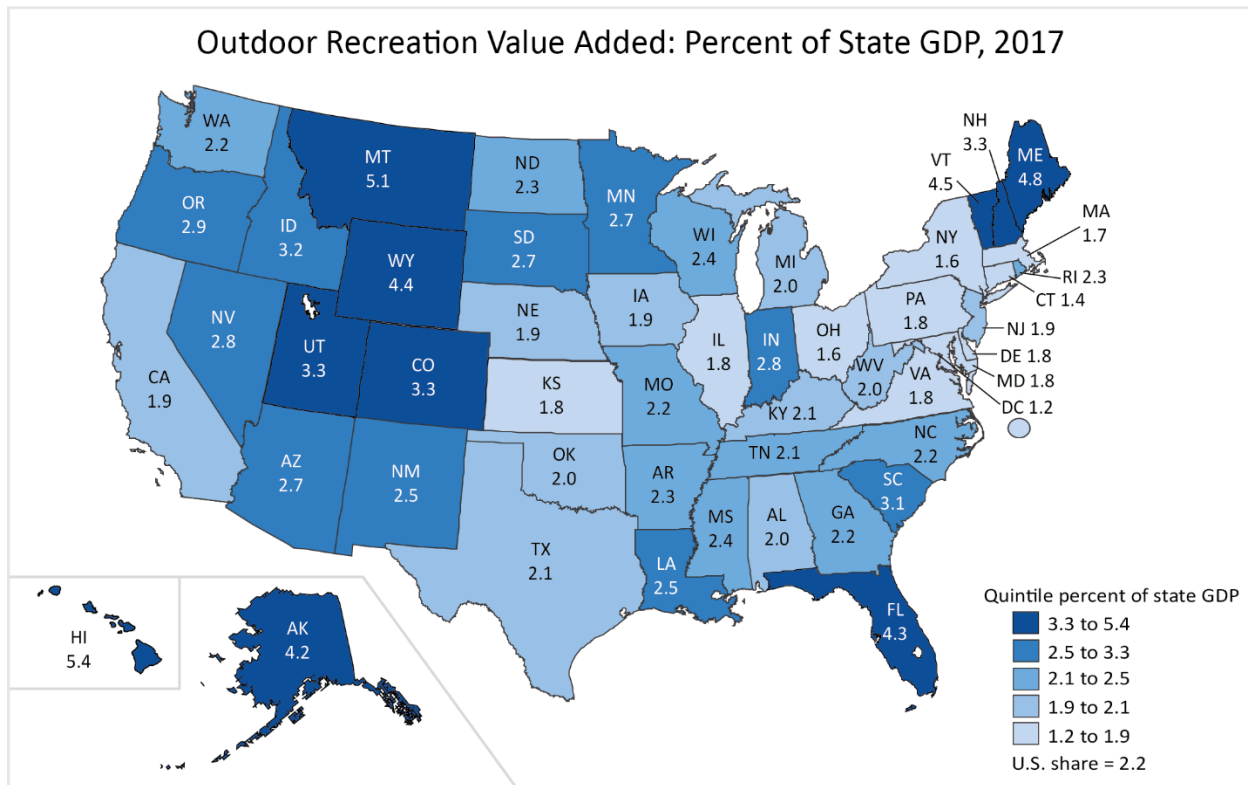 Outdoor Recreation Value Added: Percent of State GDP, 2017
WA
2.2
OR
2.9
CA
1.9
ID
3.2
NV
2.8
MT
5.1
WY
4.4
UT
3.3
CO
3.3
AZ
2.7
NM
2.5
ND
2.3
SD
2.7
NE
1.9
KS
1.8
OK
2.0
TX
2.1
MN
2.7
IA
1.9
MO
2.2
AR
2.3
LA
2.5
WI
2.4
IL
1.8
MI
2.0
IN
2.8
OH
1.6
KY 2.1
TN 2.1
MS
2.4
AL
2.0
GA
2.2
FL
4.3
SC
3.1
NC
2.2
VA
1.8
WV
2.0
PA
1.8
NY
1.6
VT
4.5
NH
3.3
ME
4.8
MA
1.7
RI 2.3
CT 1.4
NJ 1.9
DE 1.8
MD 1.8
DC 1.2
HI
5.4
AK
4.2
Quintile percent of state GDP
3.3 to 5.4
2.5 to 3.3
2.1 to 2.5
1.9 to 2.1
1.2 to 1.9
U.S. share = 2.2